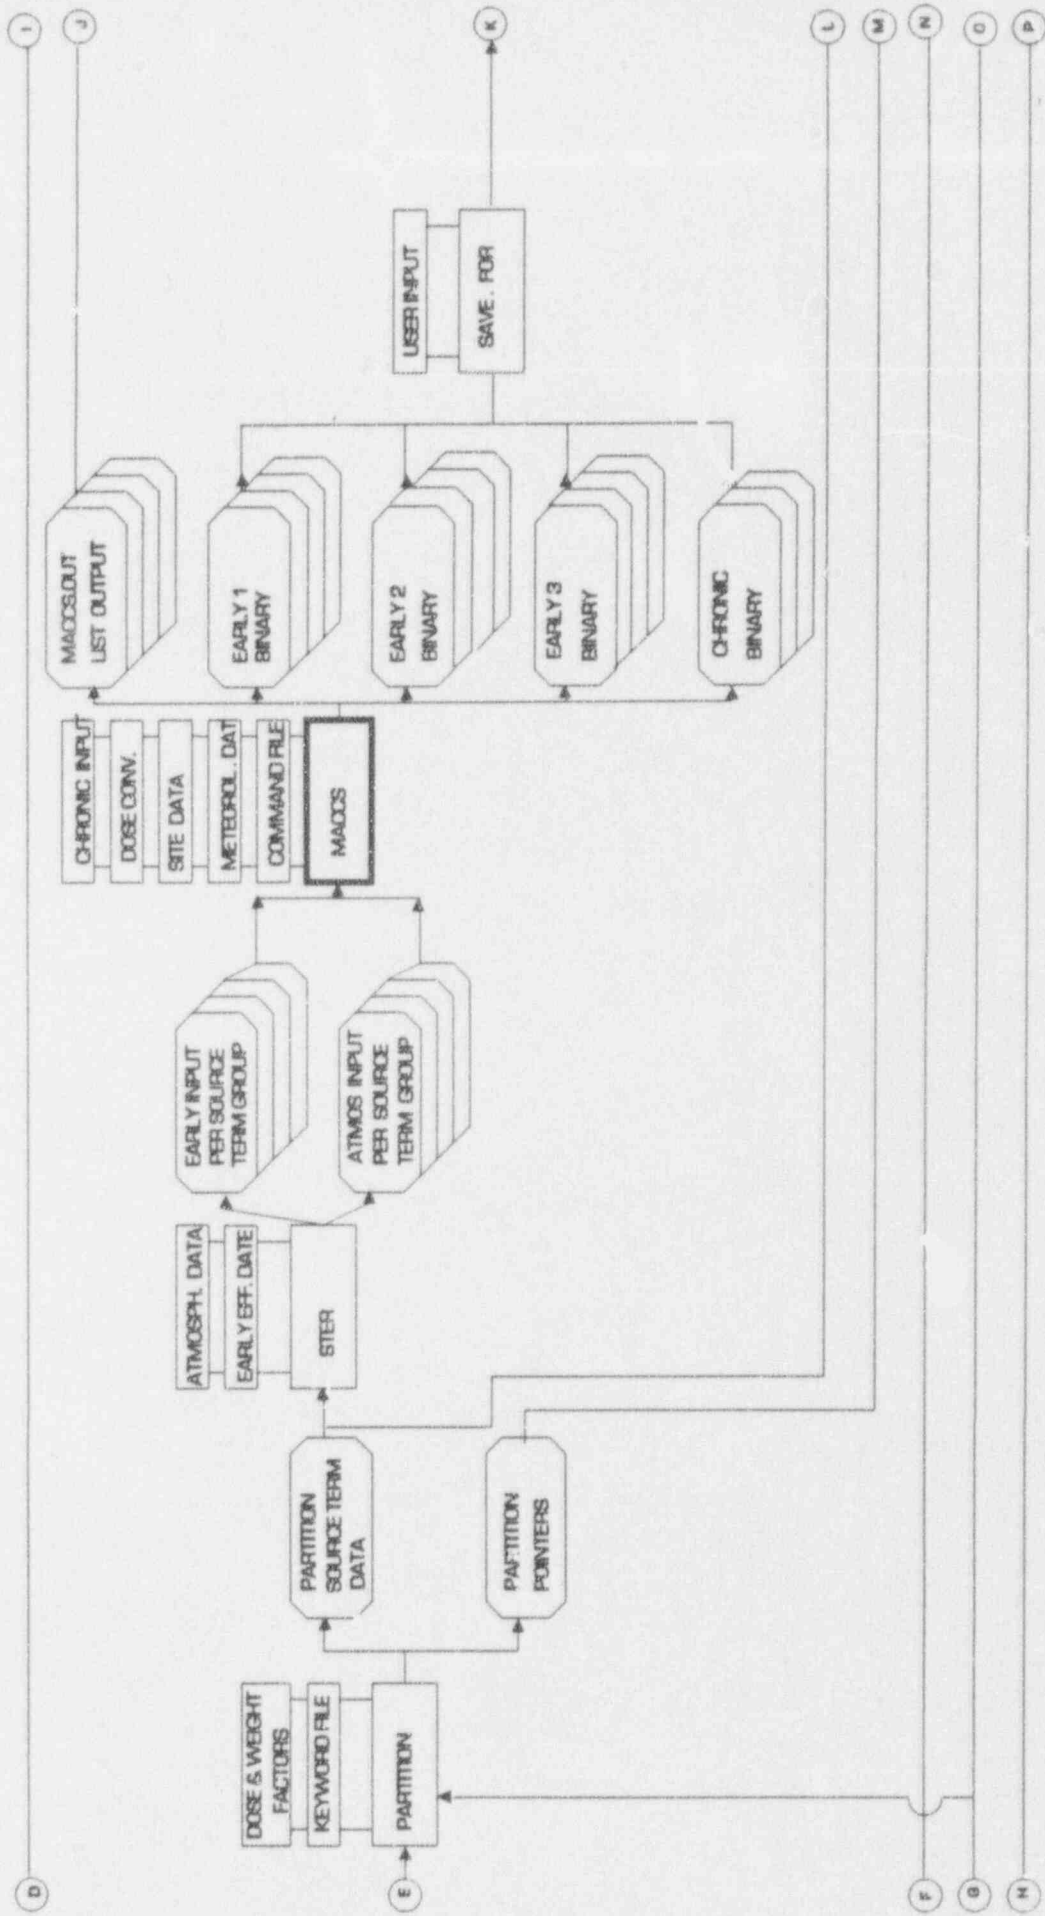 D
I
J
E
DOSE & WEIGHT
FACTORS
KEYWORD FILE
PARTITION
PARTITION
SOURCE TERM
DATA
PARTITION
POINTERS
ATMOSPH. DATA
EARLY EFF. DATE
STER
EARLY INPUT
PER SOURCE
TERM GROUP
ATMOS INPUT
PER SOURCE
TERM GROUP
CHRONIC INPUT
DOSE CONV.
SITE DATA
METEOROL. DAT
COMMAND FILE
MACCS
MACCS.OUT
LIST OUTPUT
EARLY 1
BINARY
EARLY 2
BINARY
EARLY 3
BINARY
CHRONIC
BINARY
USER INPUT
SAVE. FOR
K
L
M
F
N
G
O
H
P